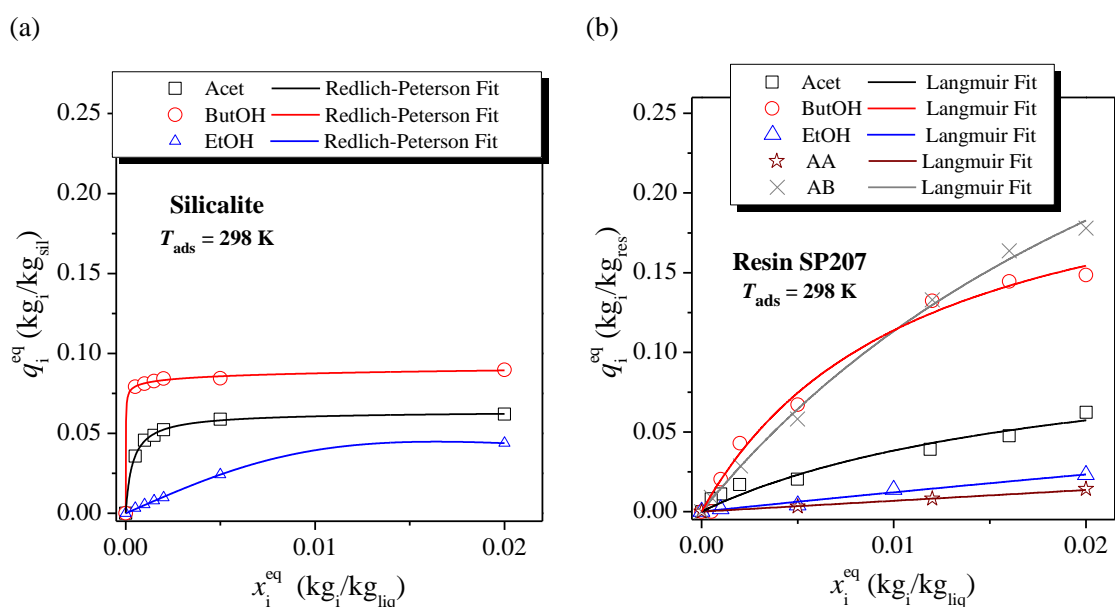 (a)
Acet Redlich-Peterson Fit
ButOH Redlich-Peterson Fit
EtOH Redlich-Peterson Fit
Silicalite
T_ads = 298 K
0.25
0.20
0.15
0.10
0.05
0.00
q_i^eq (kg_i/kg_sil)
0.00 0.01 0.02
x_i^eq (kg_i/kg_liq)
(b)
Acet Langmuir Fit
ButOH Langmuir Fit
EtOH Langmuir Fit
AA Langmuir Fit
AB Langmuir Fit
Resin SP207
T_ads = 298 K
0.25
0.20
0.15
0.10
0.05
0.00
q_i^eq (kg_i/kg_res)
0.00 0.01 0.02
x_i^eq (kg_i/kg_liq)